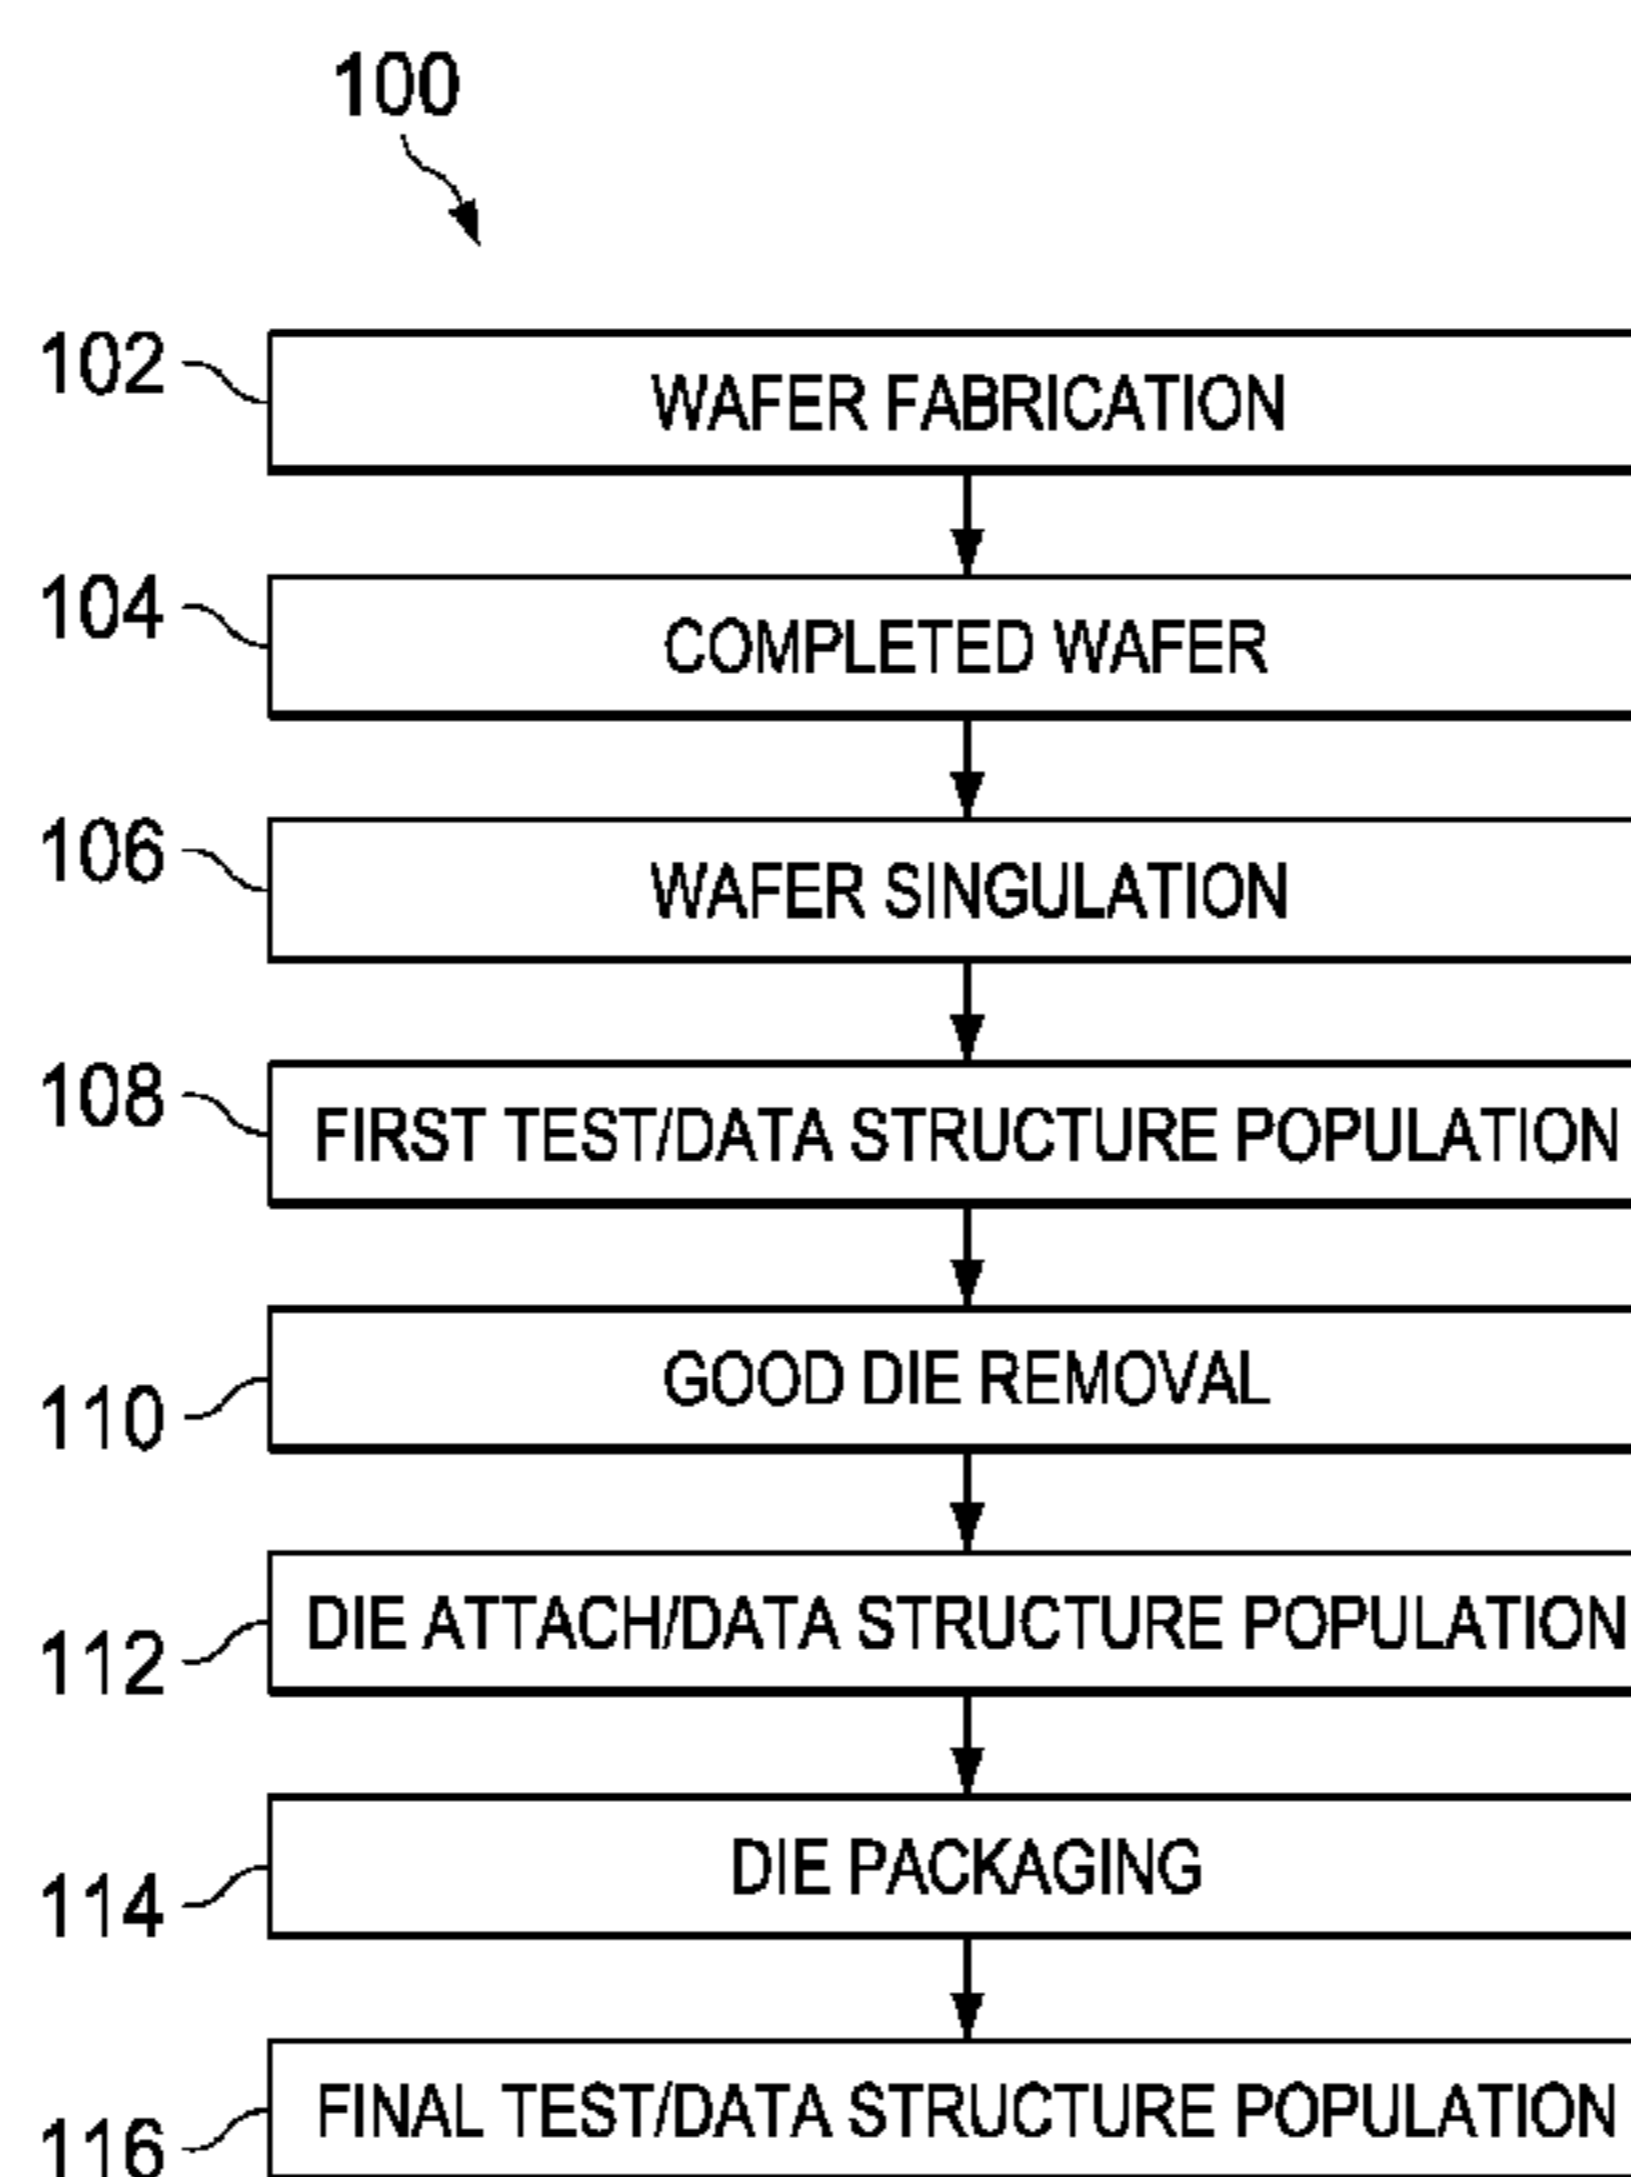 100
102 WAFER FABRICATION
104 COMPLETED WAFER
106 WAFER SINGULATION
108 FIRST TEST/DATA STRUCTURE POPULATION
110 GOOD DIE REMOVAL
112 DIE ATTACH/DATA STRUCTURE POPULATION
114 DIE PACKAGING
116 FINAL TEST/DATA STRUCTURE POPULATION